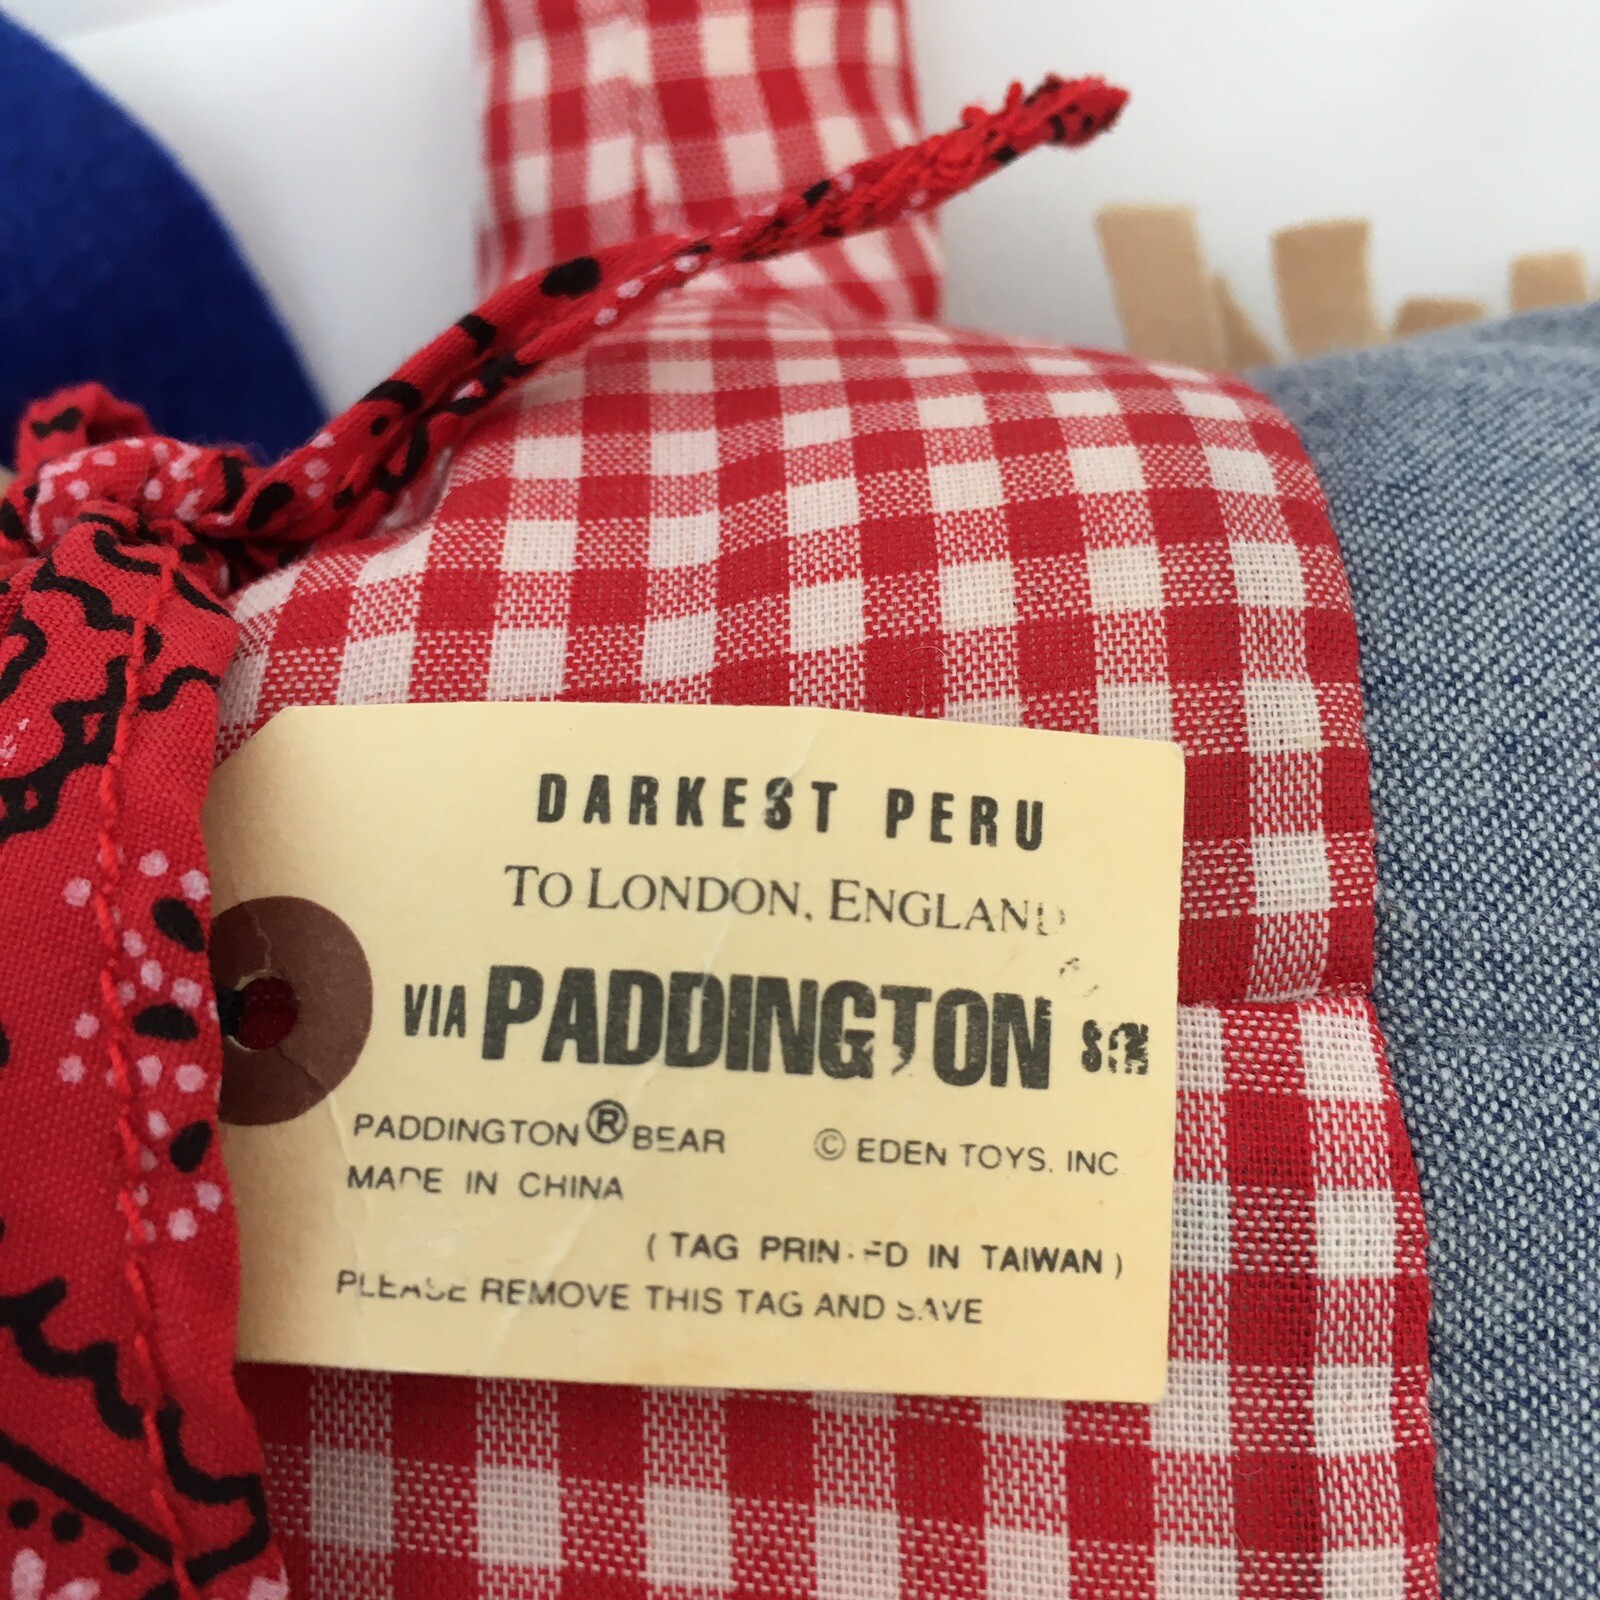 DARKEST PERU
TO LONDON, ENGLAND
VIA PADDINGTON STN
PADDINGTON® BEAR © EDEN TOYS, INC.
MADE IN CHINA
(TAG PRINTED IN TAIWAN)
PLEASE REMOVE THIS TAG AND SAVE